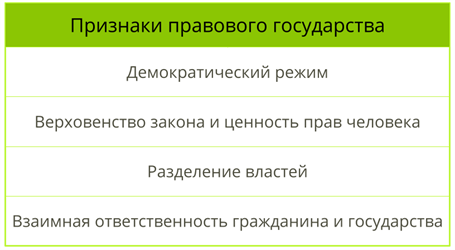 Признаки правового государства
Демократический режим
Верховенство закона и ценность прав человека
Разделение властей
Взаимная ответственность гражданина и государства